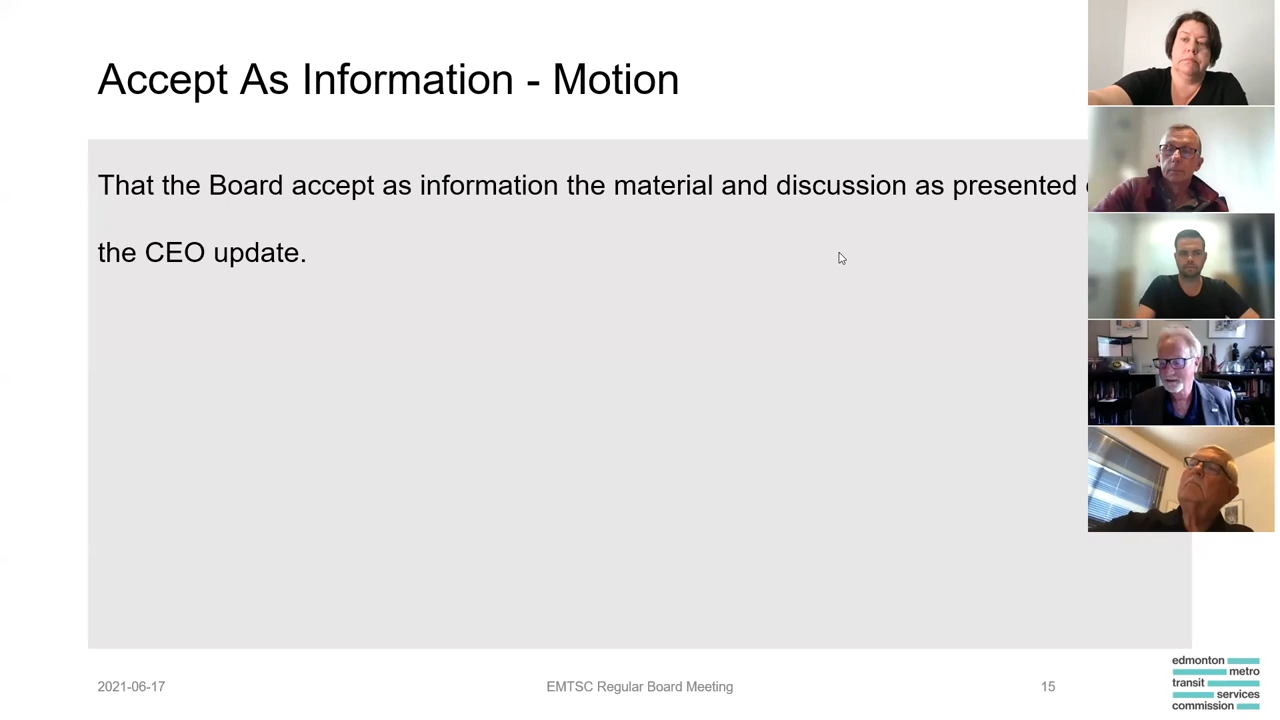 Accept As Information - Motion
That the Board accept as information the material and discussion as presented
the CEO update.
2021-06-17
EMTSC Regular Board Meeting
15
edmonton
metro
transit
services
commission